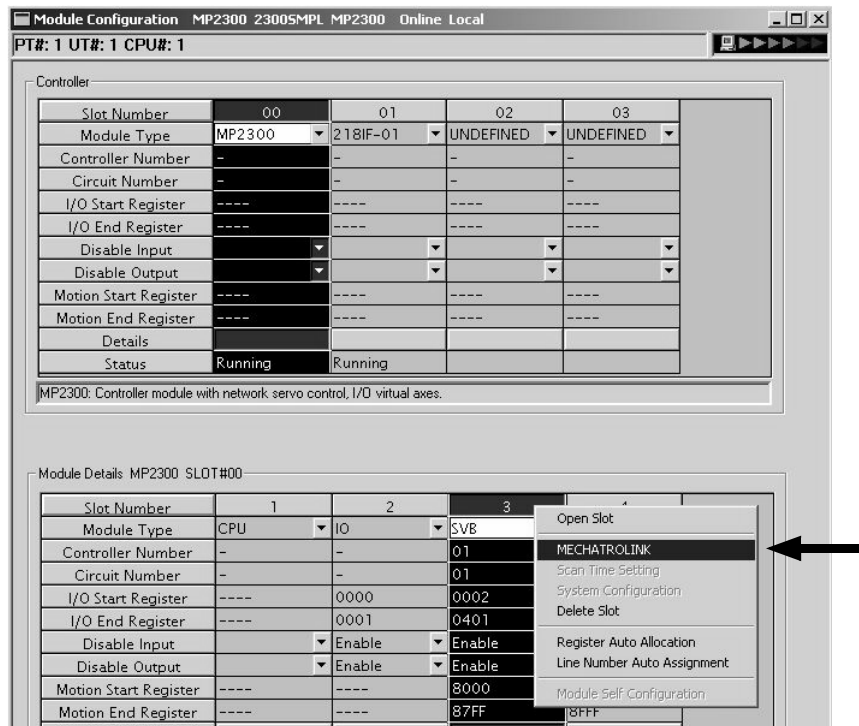 Module Configuration MP2300 2300SMPL MP2300 Online Local
PT#: 1 UT#: 1 CPU#: 1
Controller
Slot Number 00 01 02 03
Module Type MP2300 218IF-01 UNDEFINED UNDEFINED
Controller Number - - - -
Circuit Number - - - -
I/O Start Register ---- ---- ---- ----
I/O End Register ---- ---- ---- ----
Disable Input
Disable Output
Motion Start Register ---- ---- ---- ----
Motion End Register ---- ---- ---- ----
Details
Status Running Running
MP2300: Controller module with network servo control, I/O virtual axes.
Module Details MP2300 SLOT#00
Slot Number 1 2 3
Module Type CPU IO SVB
Controller Number - - 01
Circuit Number - - 01
I/O Start Register ---- 0000 0002
I/O End Register ---- 0001 0401
Disable Input Enable Enable
Disable Output Enable Enable
Motion Start Register ---- ---- 8000
Motion End Register ---- ---- 87FF 8FFF
Open Slot
MECHATROLINK
Scan Time Setting
System Configuration
Delete Slot
Register Auto Allocation
Line Number Auto Assignment
Module Self Configuration